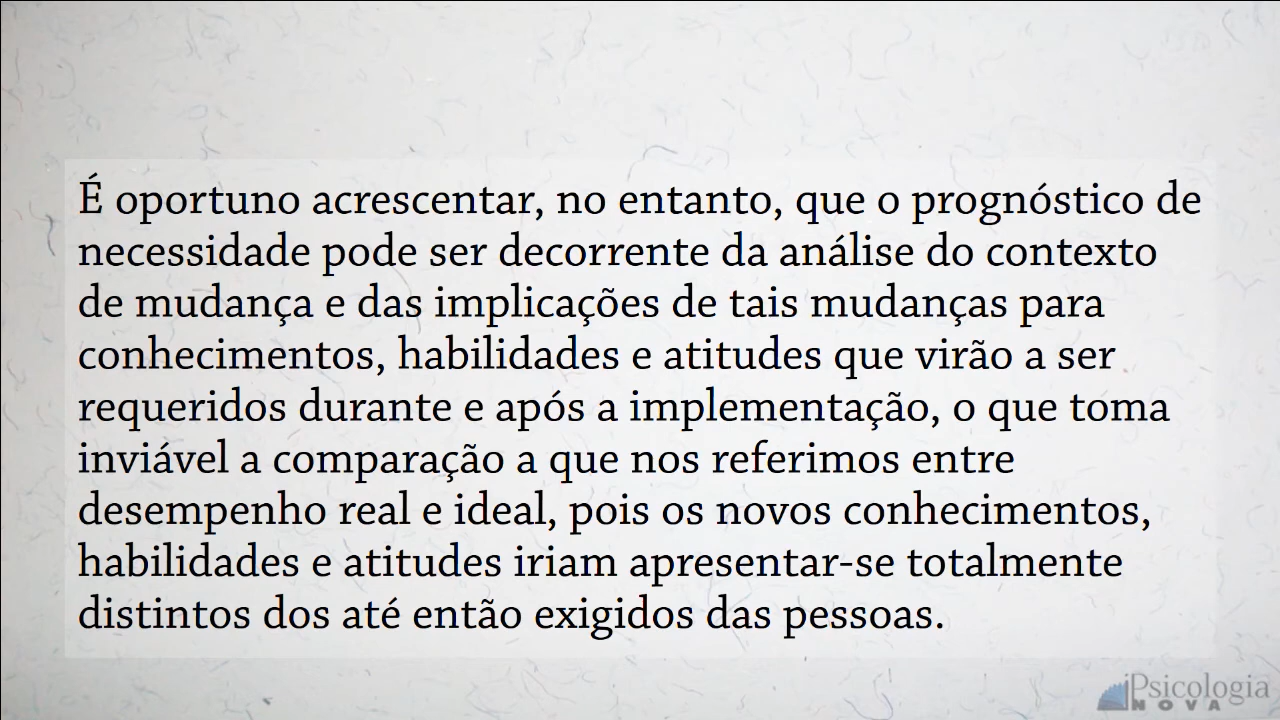 É oportuno acrescentar, no entanto, que o prognóstico de
necessidade pode ser decorrente da análise do contexto
de mudança e das implicações de tais mudanças para
conhecimentos, habilidades e atitudes que virão a ser
requeridos durante e após a implementação, o que toma
inviável a comparação a que nos referimos entre
desempenho real e ideal, pois os novos conhecimentos,
habilidades e atitudes iriam apresentar-se totalmente
distintos dos até então exigidos das pessoas.
Psicologia
NOVA